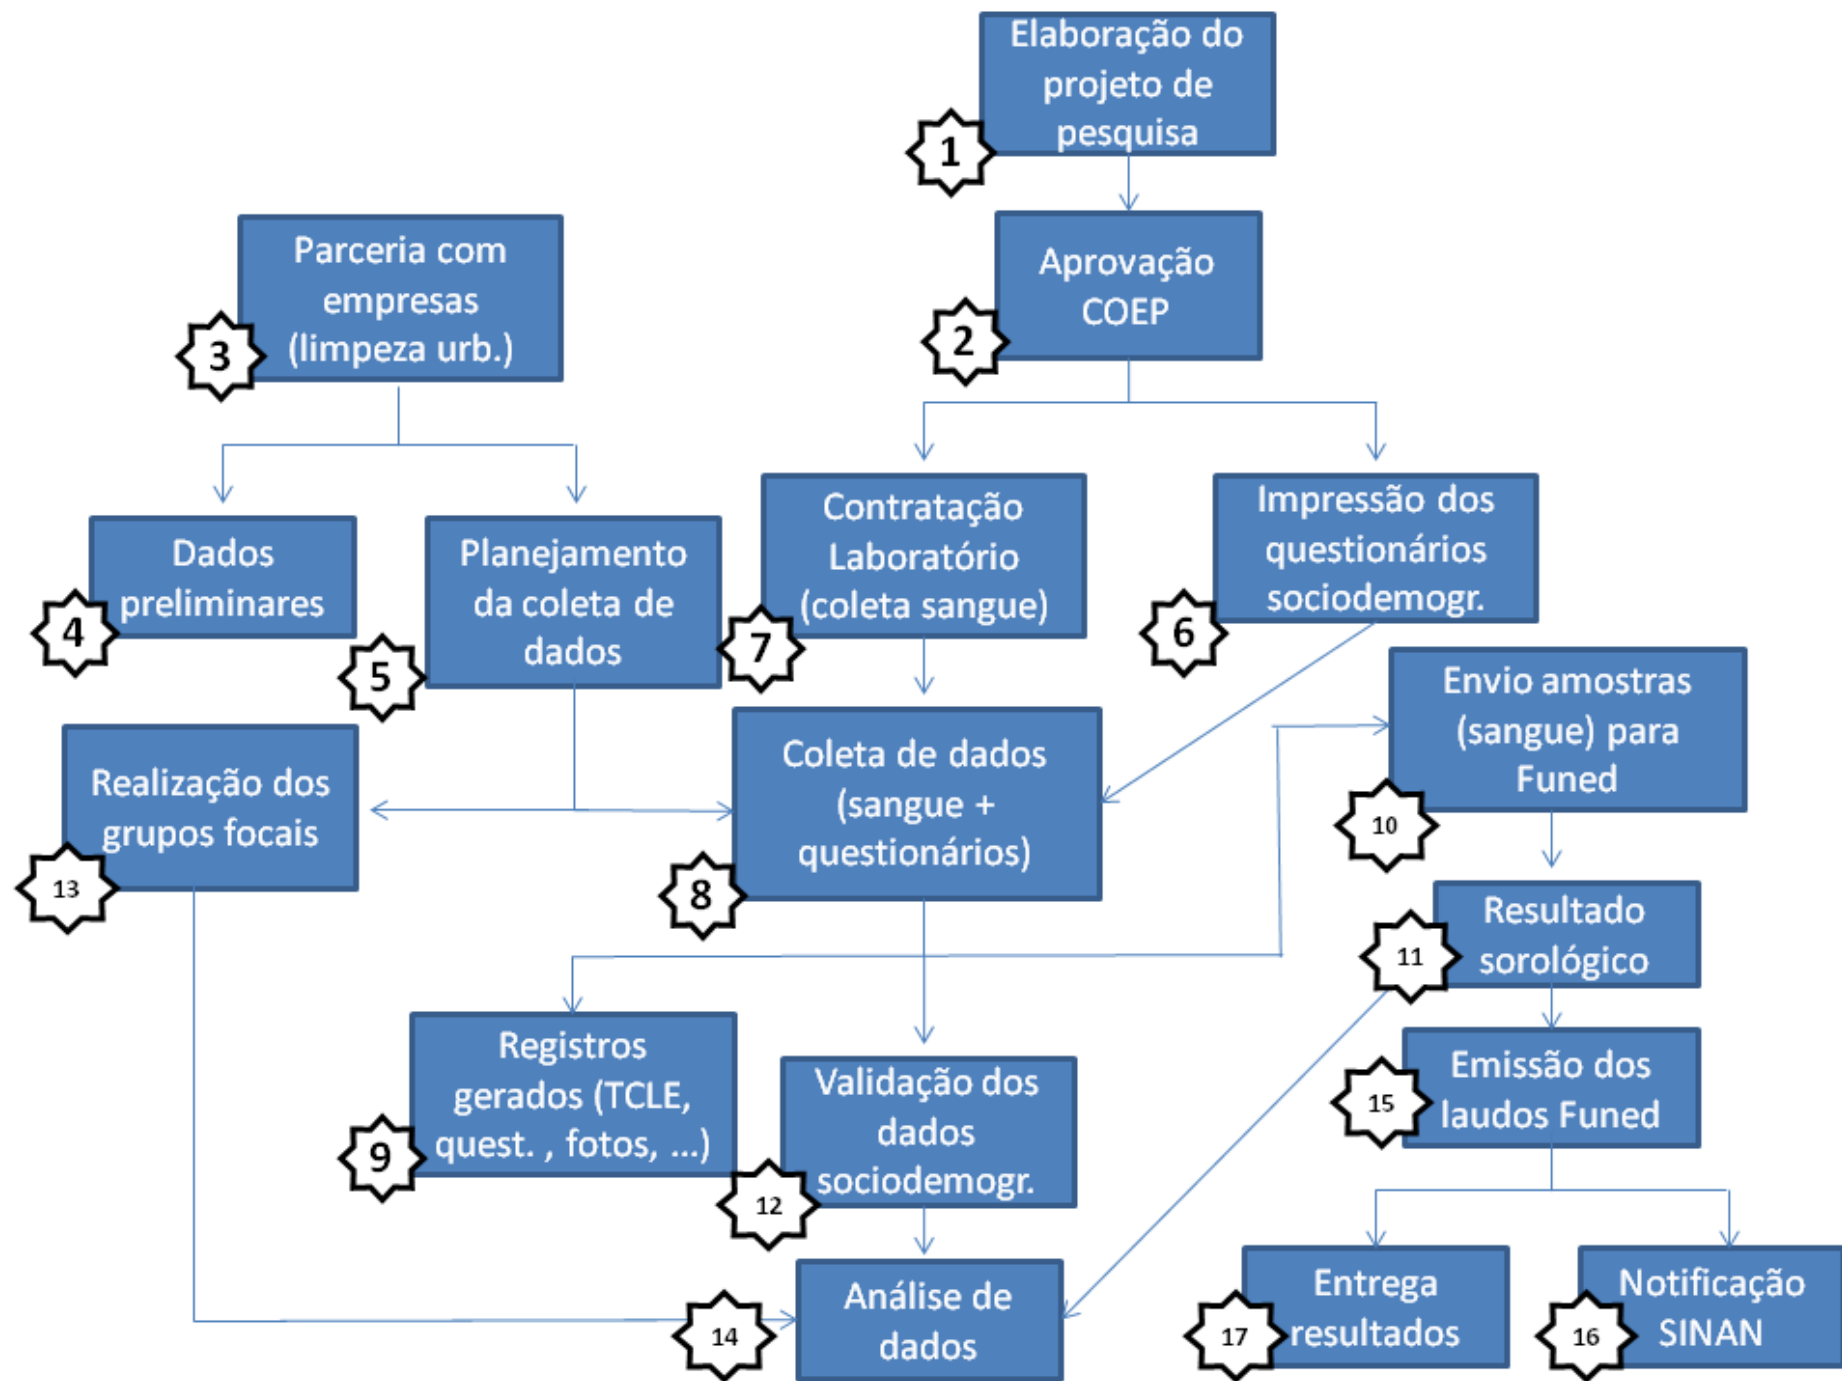 Elaboração do
projeto de
pesquisa
1
Aprovação
COEP
2
Parceria com
empresas
(limpeza urb.)
3
Dados
preliminares
4
Planejamento
da coleta de
dados
5
Contratação
Laboratório
(coleta sangue)
7
Impressão dos
questionários
sociodemogr.
6
Envio amostras
(sangue) para
Funed
10
Realização dos
grupos focais
13
Coleta de dados
(sangue +
questionários)
8
Resultado
sorológico
11
Registros
gerados (TCLE,
quest. , fotos, ...)
9
Validação dos
dados
sociodemogr.
12
Emissão dos
laudos Funed
15
Análise de
dados
14
Entrega
resultados
17
Notificação
SINAN
16